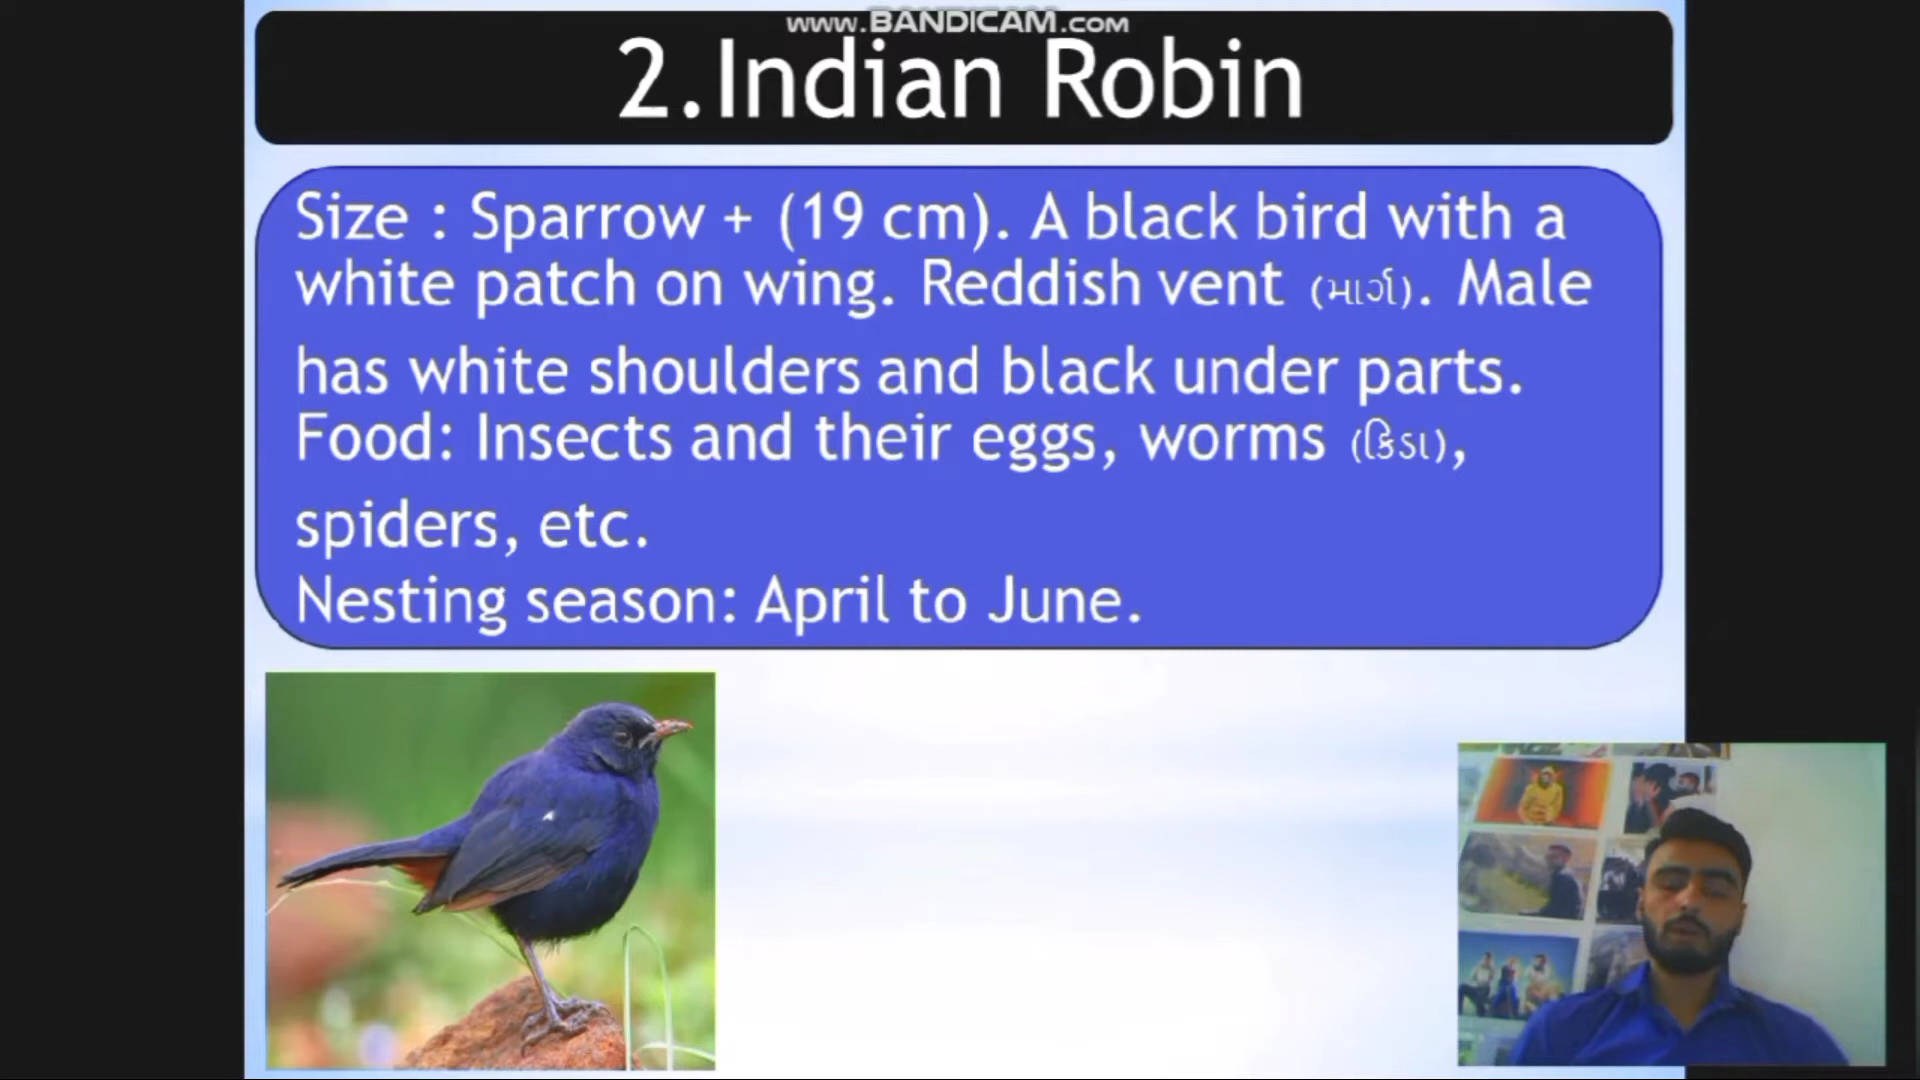 www.BANDICAM.com
2.Indian Robin
Size : Sparrow + (19 cm). A black bird with a
white patch on wing. Reddish vent (માર્ગ). Male
has white shoulders and black under parts.
Food: Insects and their eggs, worms (કિડા),
spiders, etc.
Nesting season: April to June.